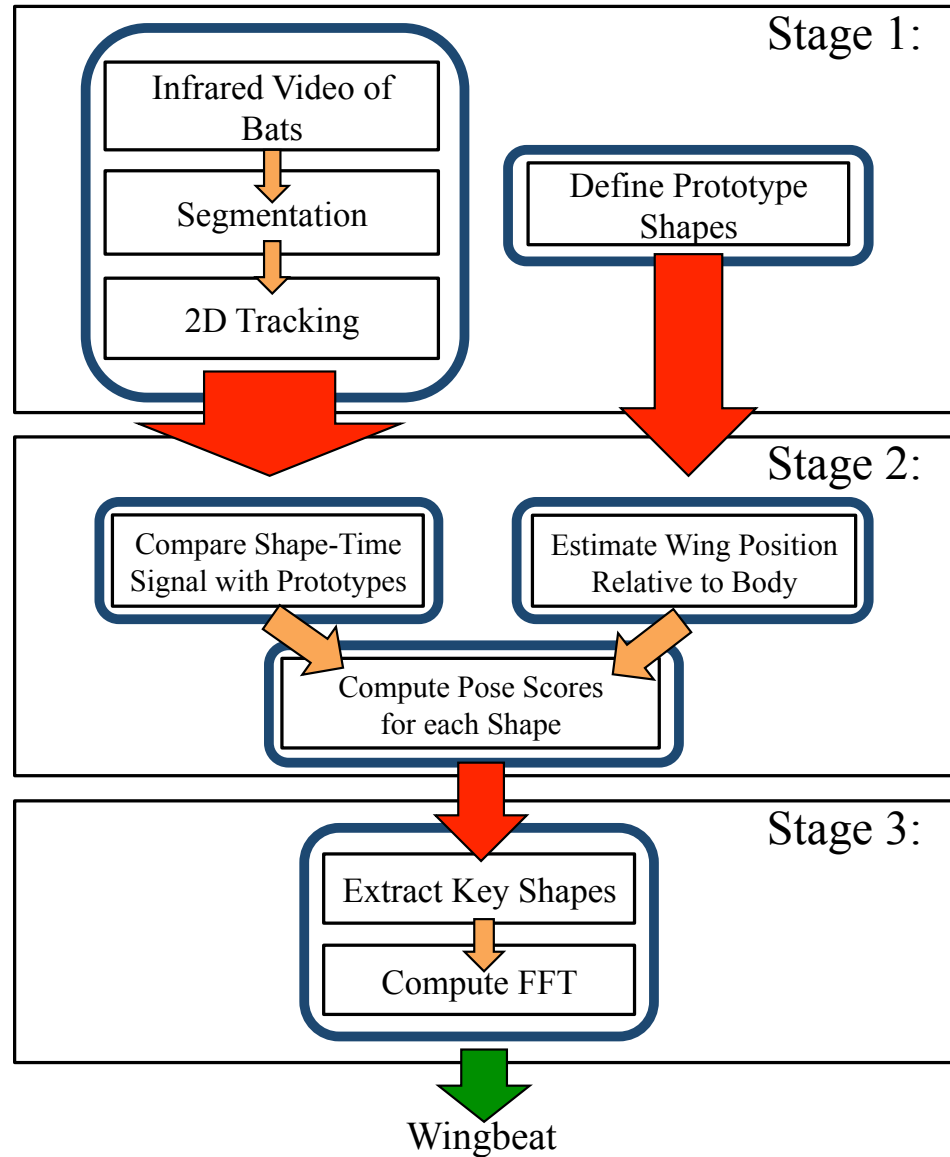 Stage 1:
Infrared Video of
Bats
Segmentation
2D Tracking
Define Prototype
Shapes
Stage 2:
Compare Shape-Time
Signal with Prototypes
Estimate Wing Position
Relative to Body
Compute Pose Scores
for each Shape
Stage 3:
Extract Key Shapes
Compute FFT
Wingbeat